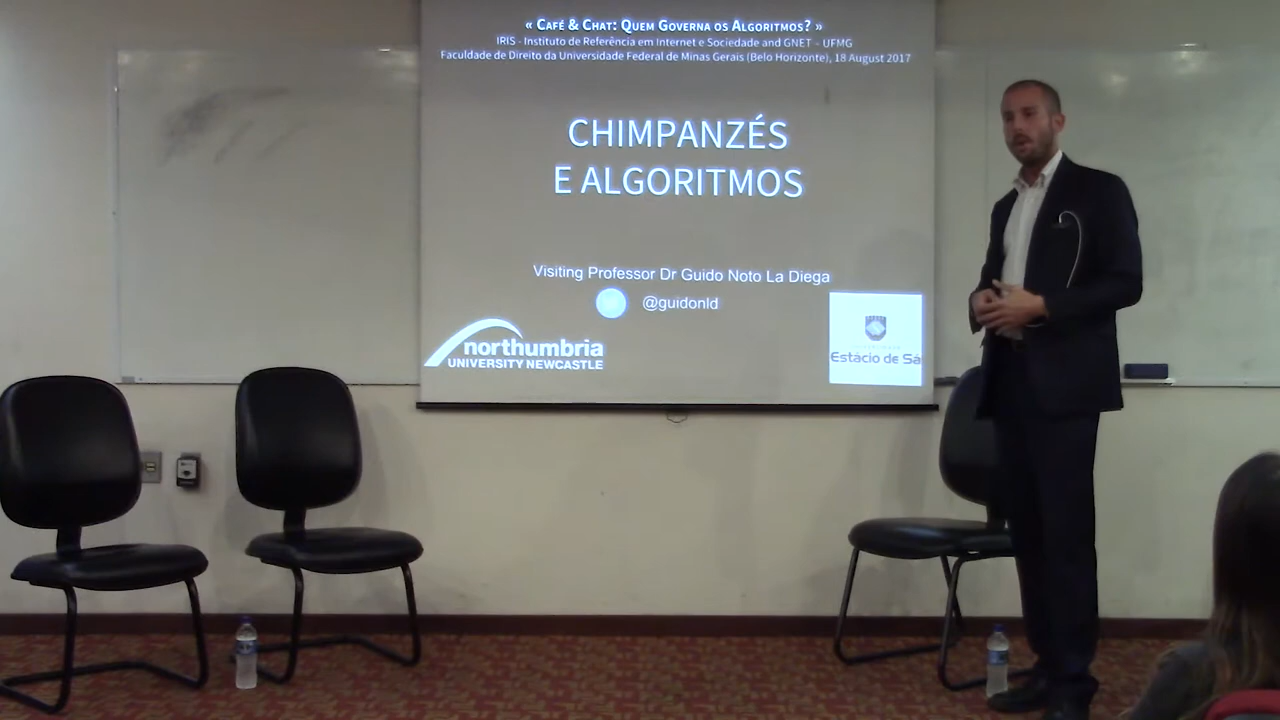 « Café & Chat: Quem Governa os Algoritmos? »
IRIS - Instituto de Referência em Internet e Sociedade and GNET - UFMG
Faculdade de Direito da Universidade Federal de Minas Gerais (Belo Horizonte), 18 August 2017
CHIMPANZÉS
E ALGORITMOS
Visiting Professor Dr Guido Noto La Diega
@guidonld
northumbria
UNIVERSITY NEWCASTLE
Estácio de Sá